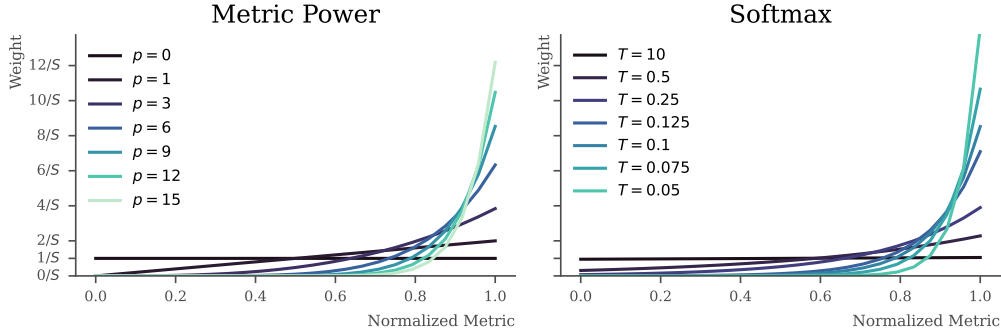 Metric Power
Weight
12/S
10/S
8/S
6/S
4/S
2/S
1/S
0/S
p = 0
p = 1
p = 3
p = 6
p = 9
p = 12
p = 15
0.0 0.2 0.4 0.6 0.8 1.0
Normalized Metric
Softmax
Weight
T = 10
T = 0.5
T = 0.25
T = 0.125
T = 0.1
T = 0.075
T = 0.05
0.0 0.2 0.4 0.6 0.8 1.0
Normalized Metric